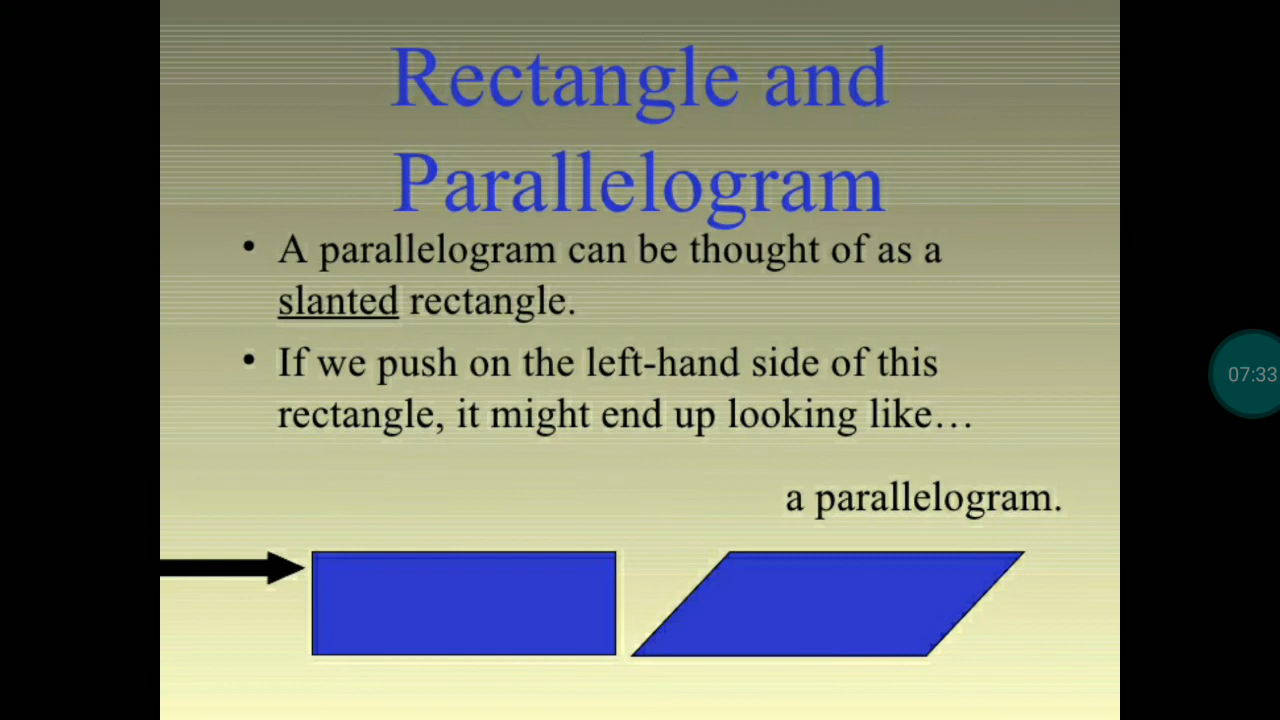 Rectangle and
Parallelogram
• A parallelogram can be thought of as a
slanted rectangle.
• If we push on the left-hand side of this
rectangle, it might end up looking like…
a parallelogram.
07:33